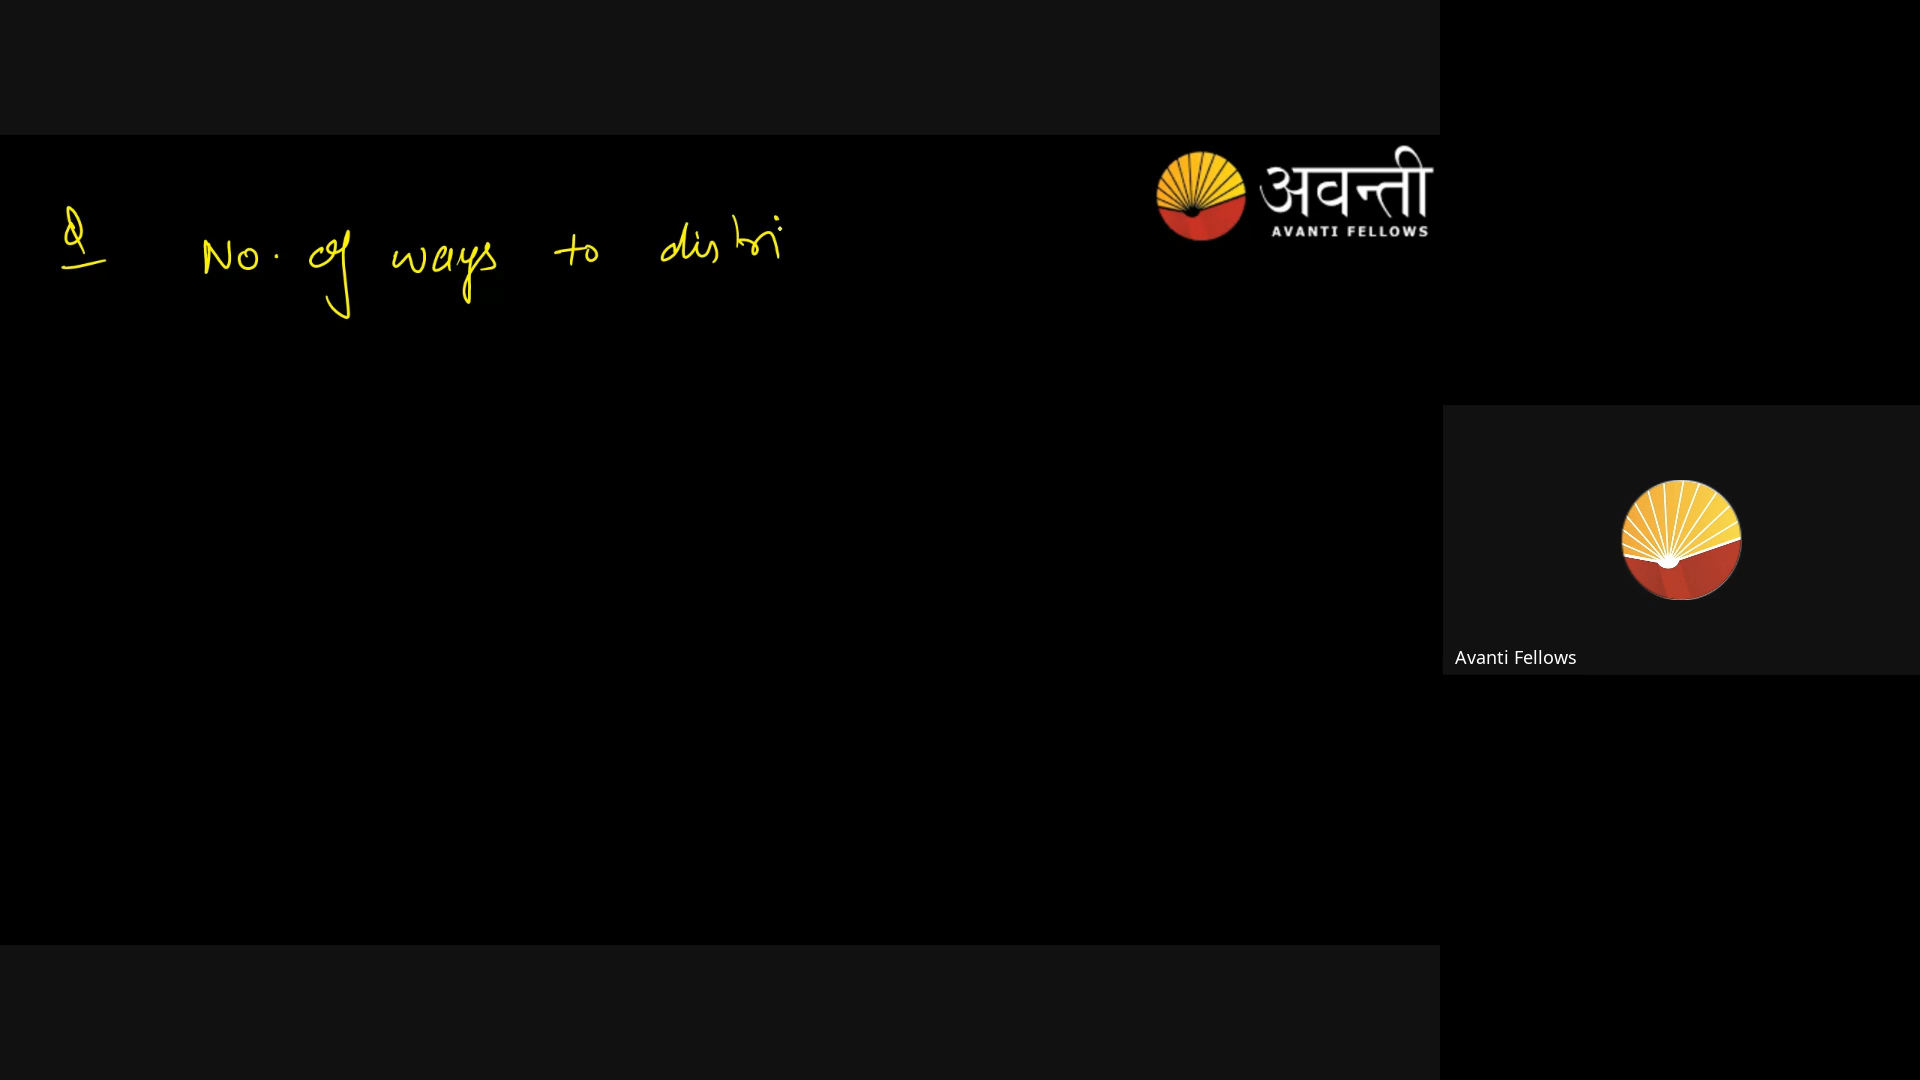 अवन्ती
AVANTI FELLOWS
Q No. of ways to distri
Avanti Fellows